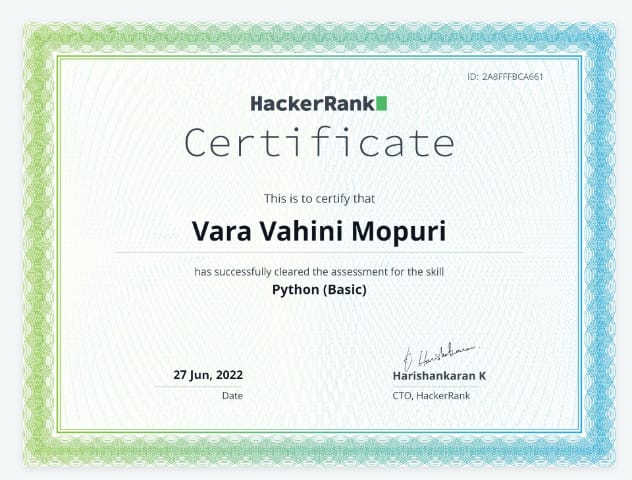 ID: 2A8FFFBCA661
HackerRank
Certificate
This is to certify that
Vara Vahini Mopuri
has successfully cleared the assessment for the skill
Python (Basic)
27 Jun, 2022
Date
Harishankaran
Harishankaran K
CTO, HackerRank